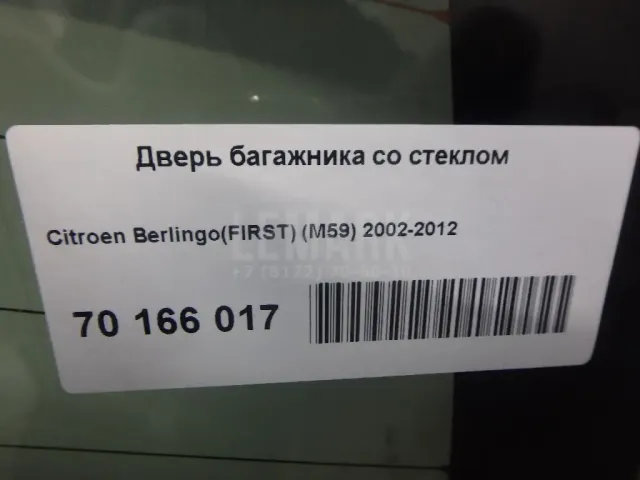 Дверь багажника со стеклом
Citroen Berlingo(FIRST) (M59) 2002-2012
70 166 017